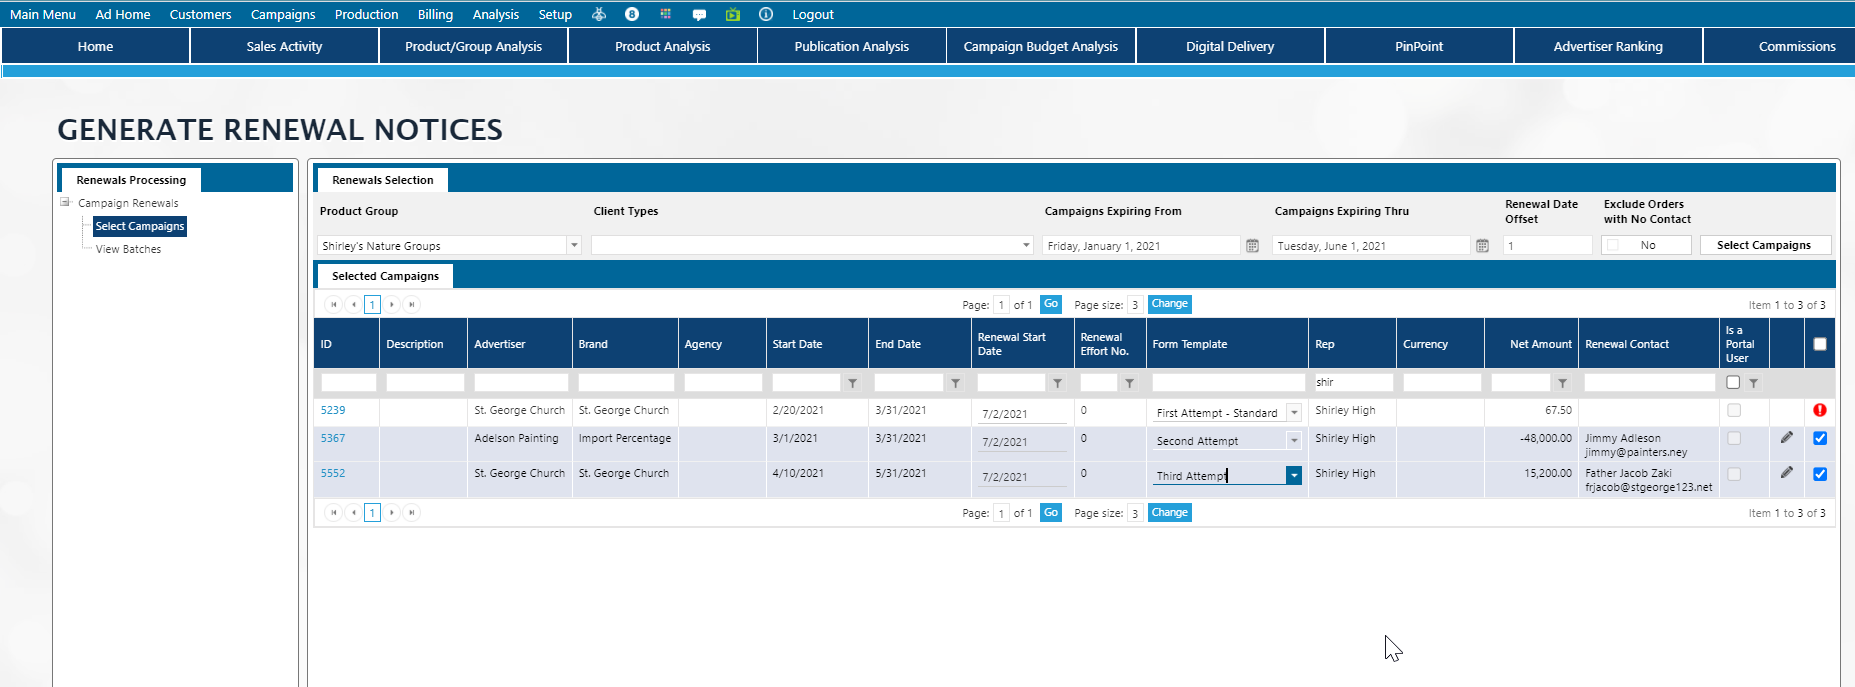 Main Menu Ad Home Customers Campaigns Production Billing Analysis Setup 8 Logout
Home Sales Activity Product/Group Analysis Product Analysis Publication Analysis Campaign Budget Analysis Digital Delivery PinPoint Advertiser Ranking Commissions
GENERATE RENEWAL NOTICES
Renewals Processing
Campaign Renewals
Select Campaigns
View Batches
Renewals Selection
Product Group Client Types Campaigns Expiring From Campaigns Expiring Thru Renewal Date Offset Exclude Orders with No Contact
Shirley's Nature Groups Friday, January 1, 2021 Tuesday, June 1, 2021 1 No Select Campaigns
Selected Campaigns
1 Page: 1 of 1 Go Page size: 3 Change Item 1 to 3 of 3
ID Description Advertiser Brand Agency Start Date End Date Renewal Start Date Renewal Effort No. Form Template Rep Currency Net Amount Renewal Contact Is a Portal User
shir
5239 St. George Church St. George Church 2/20/2021 3/31/2021 7/2/2021 0 First Attempt - Standard Shirley High 67.50
5367 Adelson Painting Import Percentage 3/1/2021 3/31/2021 7/2/2021 0 Second Attempt Shirley High -48,000.00 Jimmy Adleson
jimmy@painters.ney
5552 St. George Church St. George Church 4/10/2021 5/31/2021 7/2/2021 0 Third Attempt Shirley High 15,200.00 Father Jacob Zaki
frjacob@stgeorge123.net
1 Page: 1 of 1 Go Page size: 3 Change Item 1 to 3 of 3